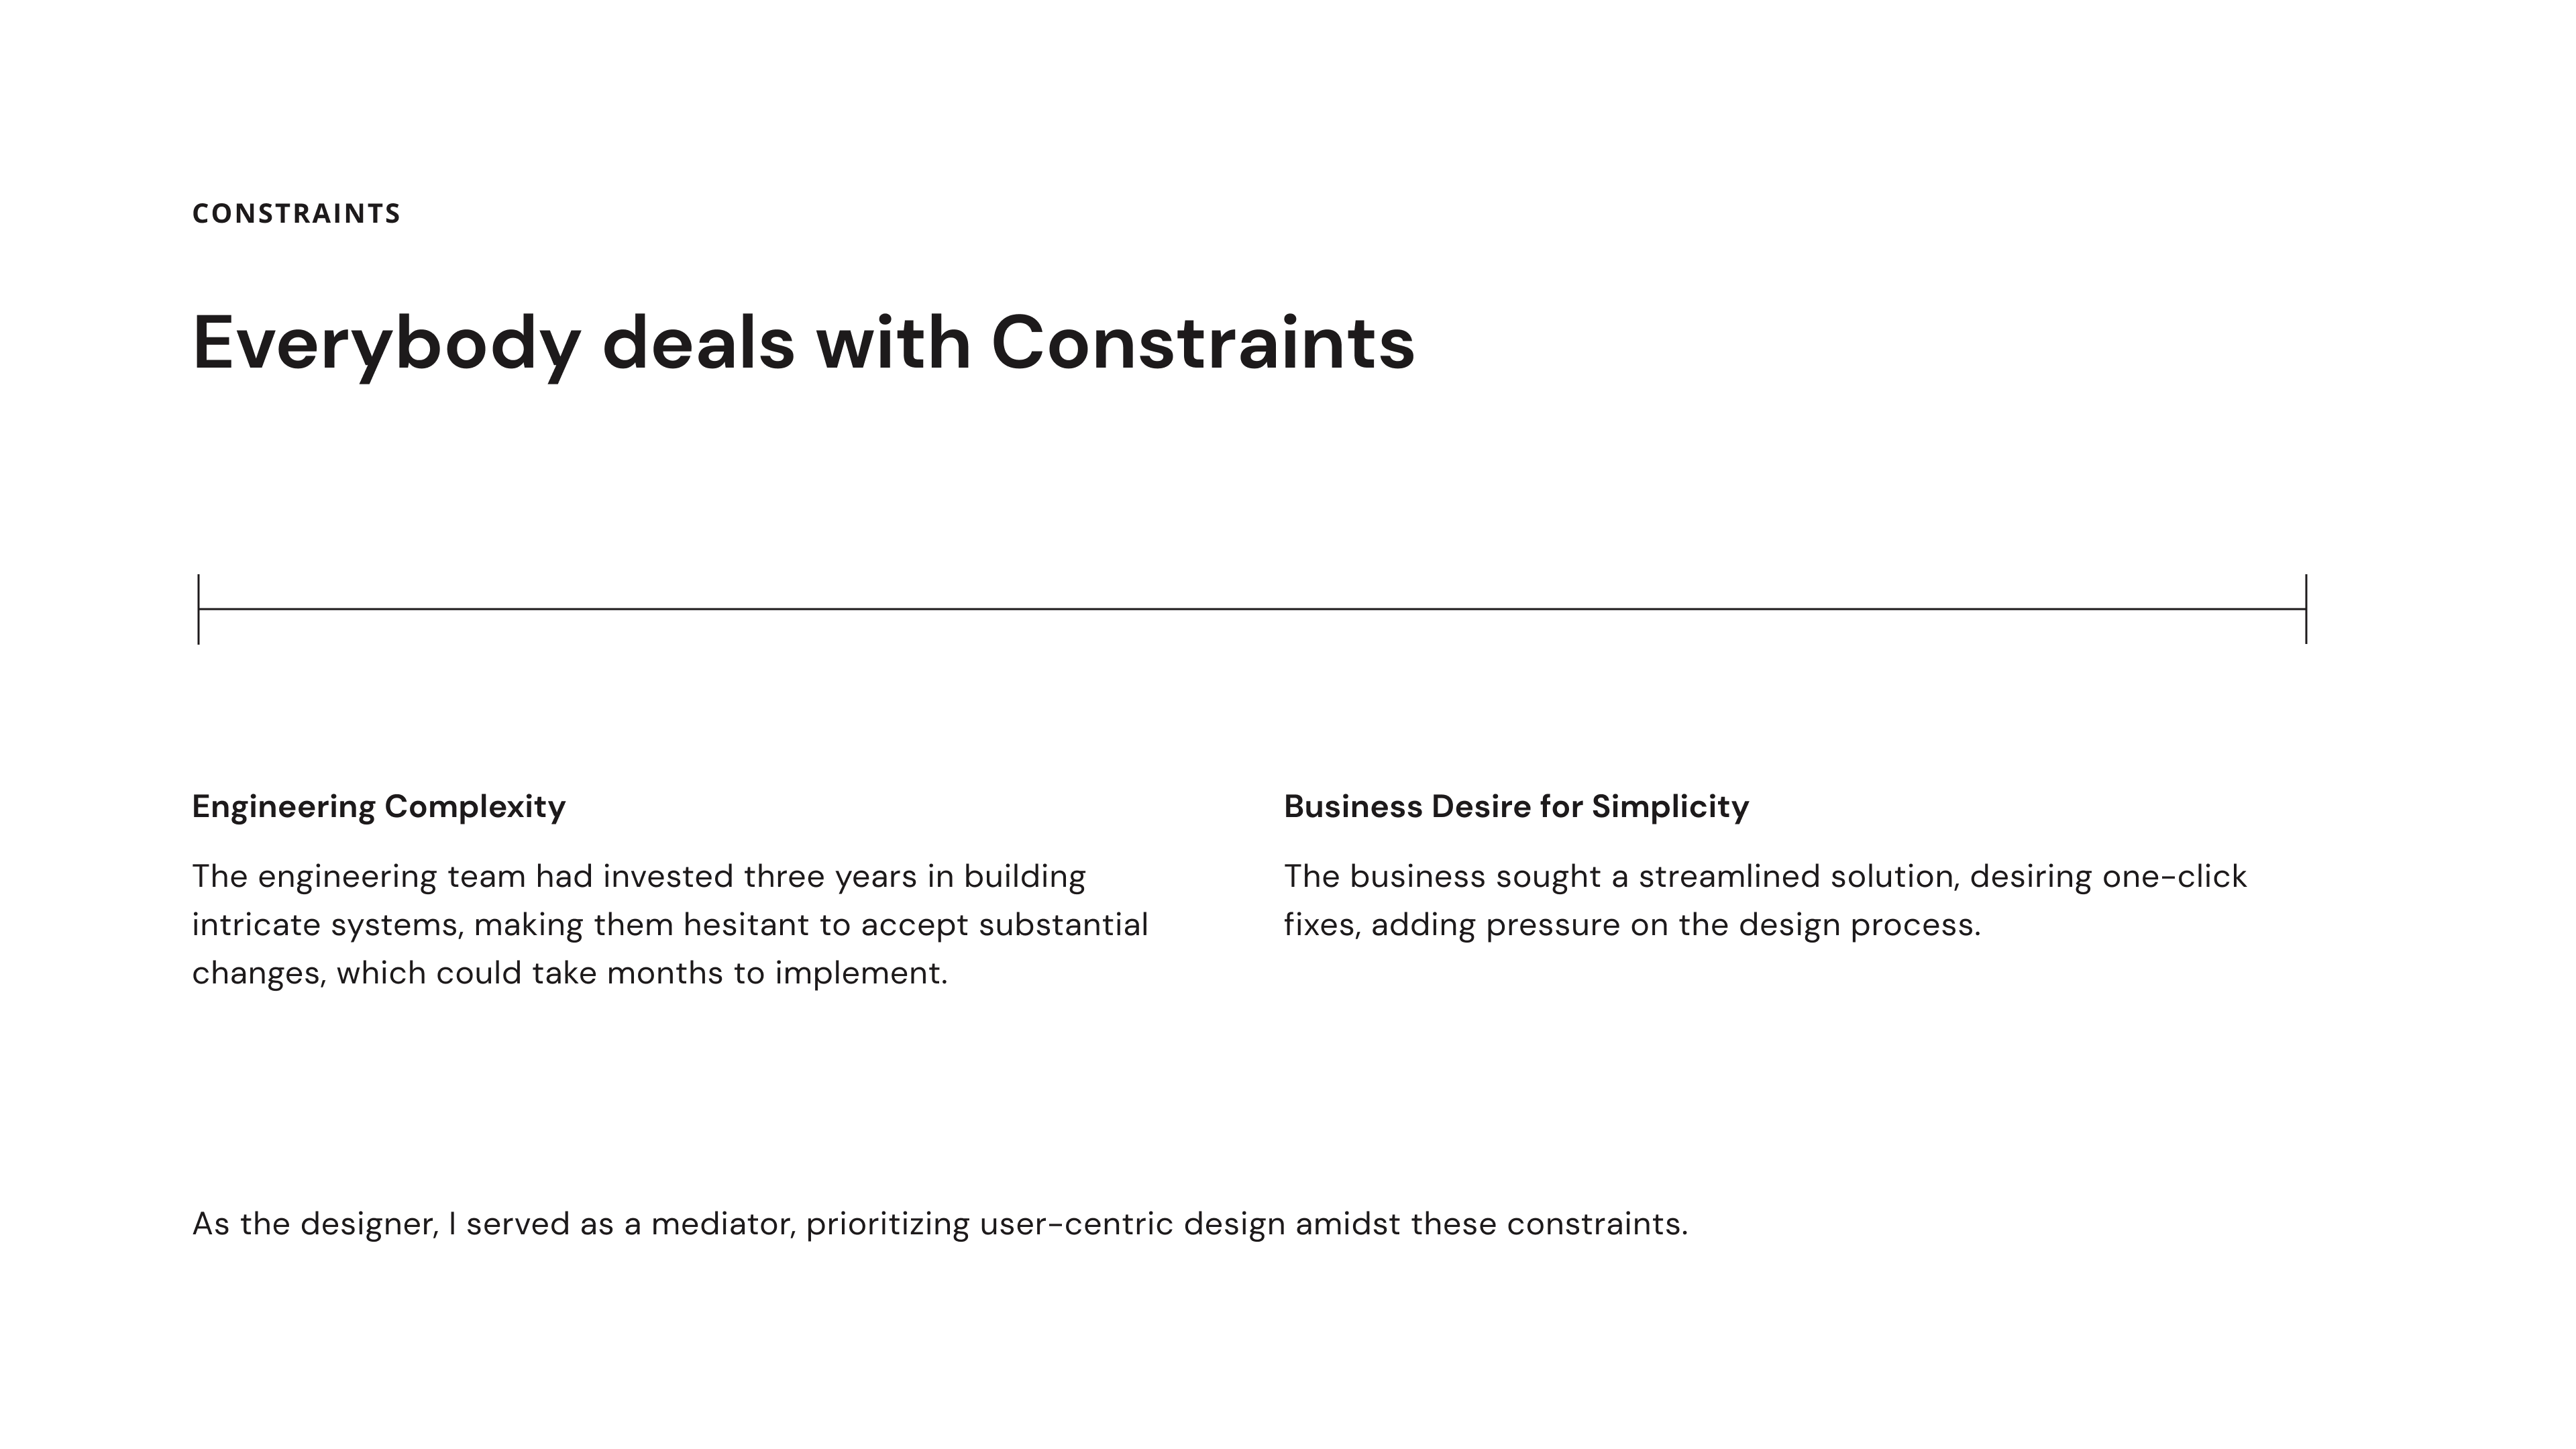 CONSTRAINTS
Everybody deals with Constraints
Engineering Complexity
The engineering team had invested three years in building
intricate systems, making them hesitant to accept substantial
changes, which could take months to implement.
Business Desire for Simplicity
The business sought a streamlined solution, desiring one-click
fixes, adding pressure on the design process.
As the designer, I served as a mediator, prioritizing user-centric design amidst these constraints.